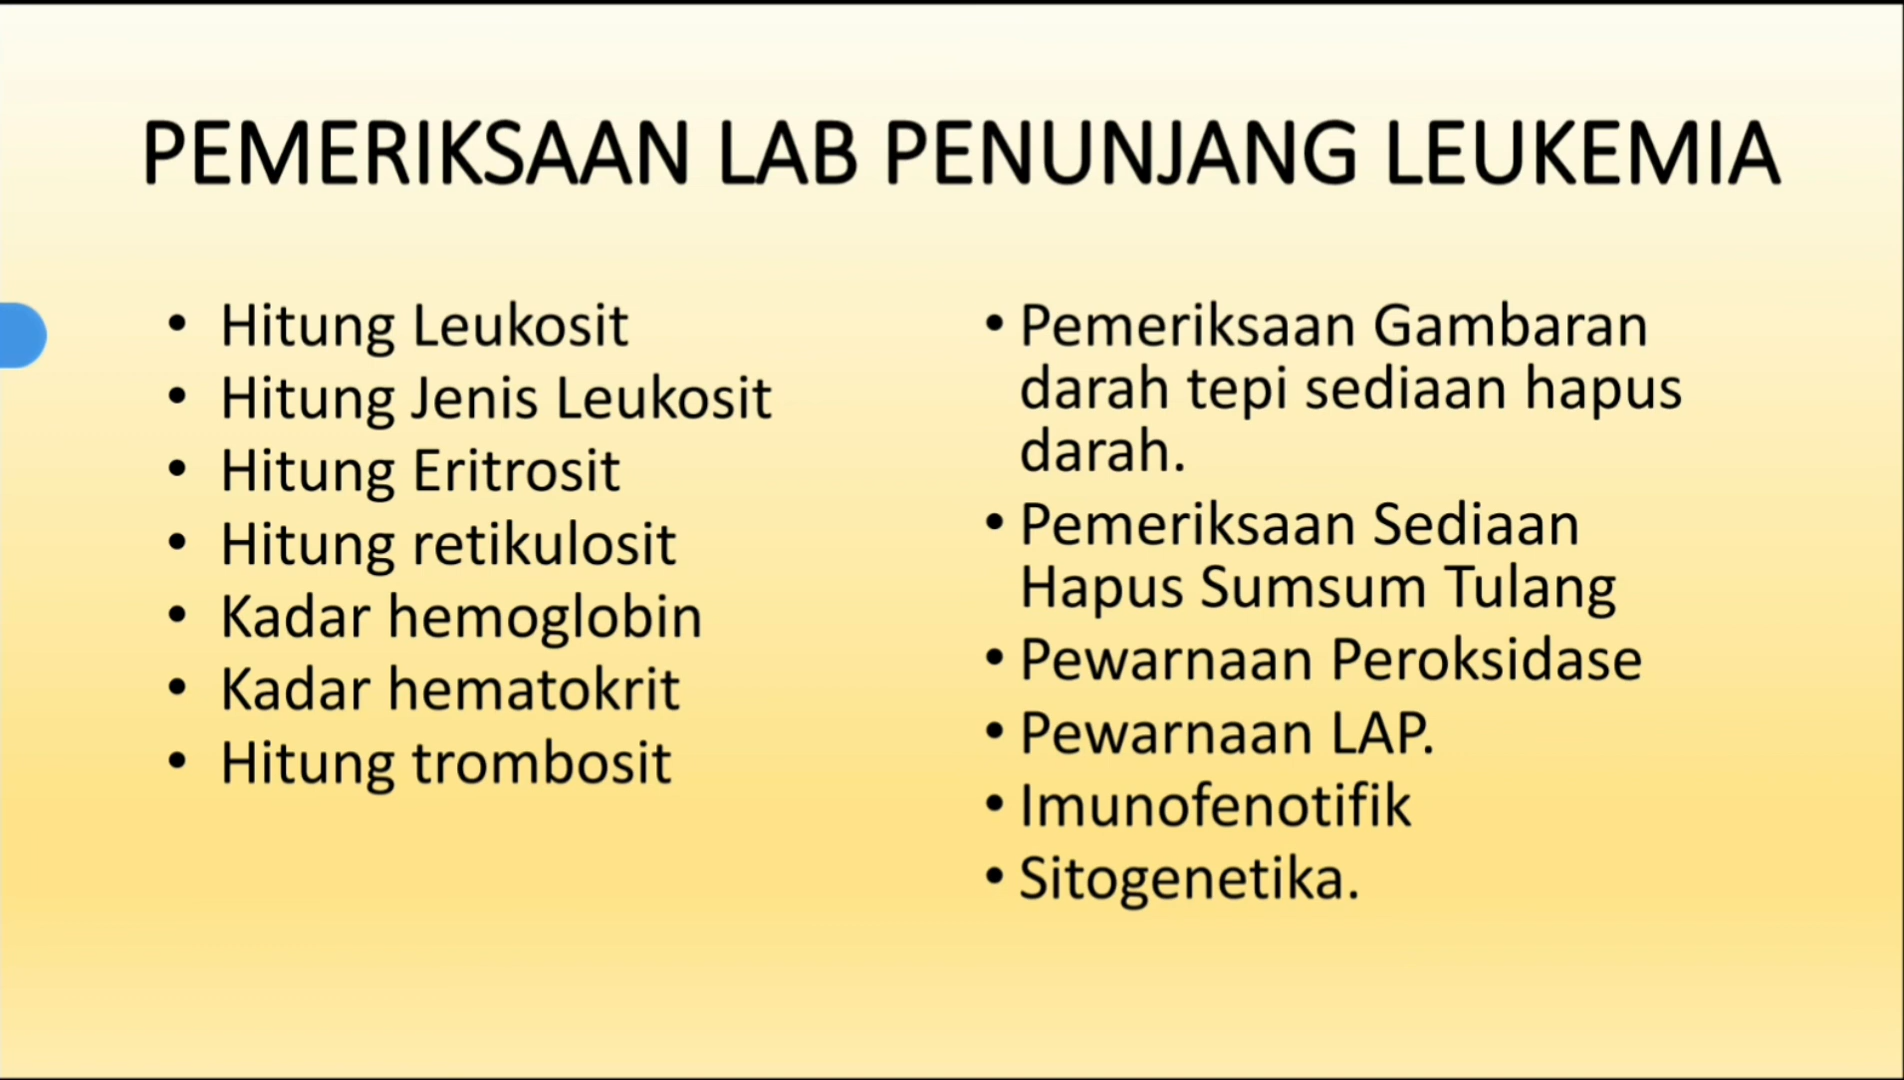 PEMERIKSAAN LAB PENUNJANG LEUKEMIA
• Hitung Leukosit
• Hitung Jenis Leukosit
• Hitung Eritrosit
• Hitung retikulosit
• Kadar hemoglobin
• Kadar hematokrit
• Hitung trombosit
• Pemeriksaan Gambaran
darah tepi sediaan hapus
darah.
• Pemeriksaan Sediaan
Hapus Sumsum Tulang
• Pewarnaan Peroksidase
• Pewarnaan LAP.
• Imunofenotifik
• Sitogenetika.